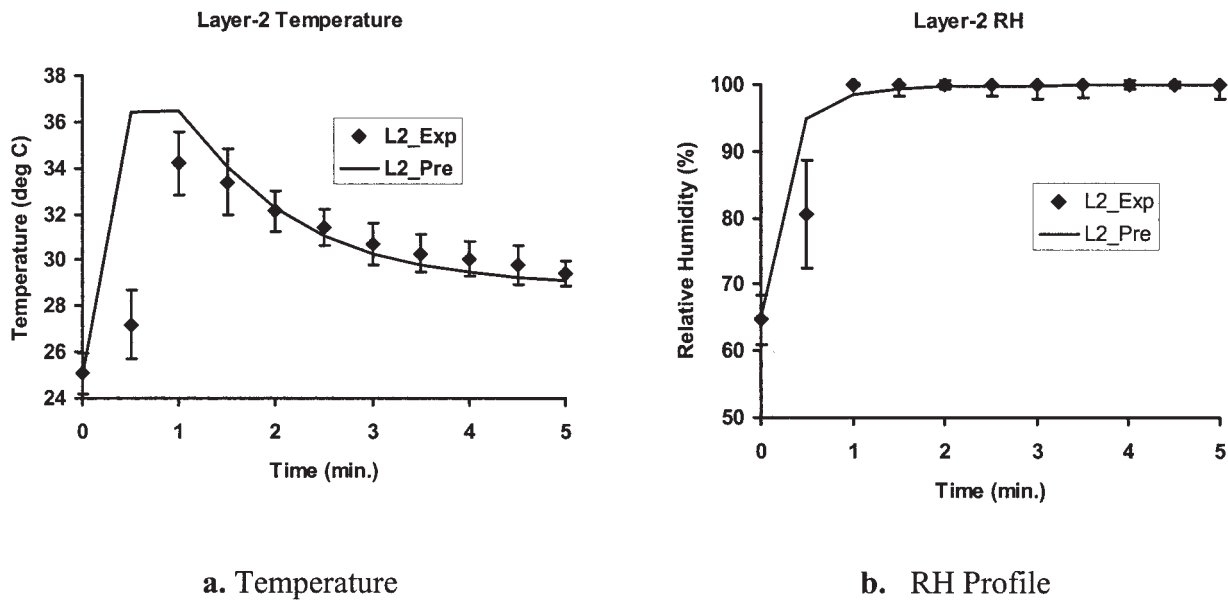 Layer-2 Temperature
38
36
34
32
30
28
26
24
Temperature (deg C)
L2_Exp
L2_Pre
0 1 2 3 4 5
Time (min.)
a. Temperature
Layer-2 RH
100
90
80
70
60
50
Relative Humidity (%)
L2_Exp
L2_Pre
0 1 2 3 4 5
Time (min.)
b. RH Profile